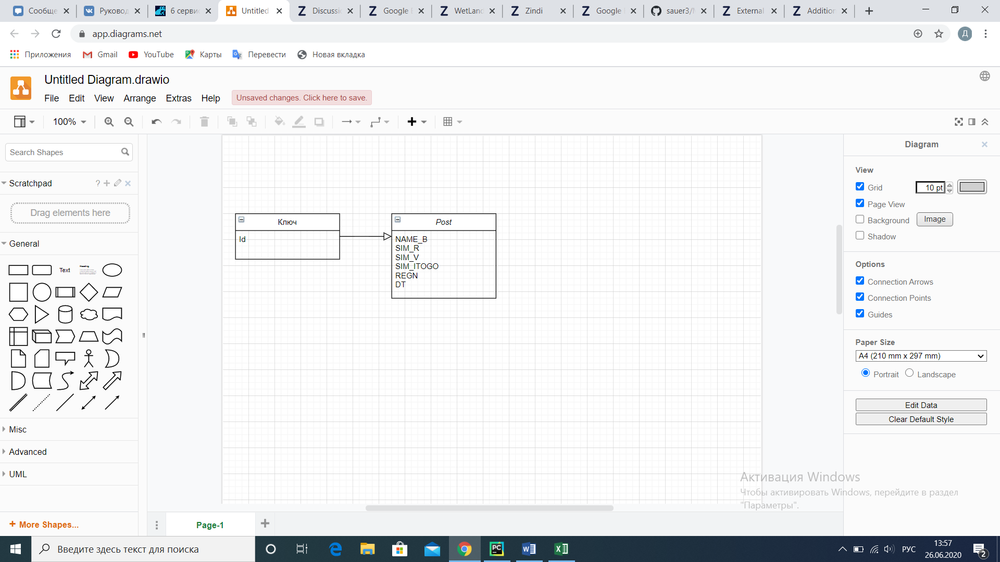 Сообще
Руковод
6 серви
Untitled
Discussi
Google
WetLand
Zindi
Google
sauer3/
External
Addition
app.diagrams.net
Д
Приложения
Gmail
YouTube
Карты
Перевести
Новая вкладка
Untitled Diagram.drawio
File Edit View Arrange Extras Help
Unsaved changes. Click here to save.
100%
Search Shapes
Scratchpad
?
Drag elements here
General
Text
Heading
Misc
Advanced
UML
+ More Shapes...
Ключ
Id
Post
NAME_B
SIM_R
SIM_V
SIM_ITOGO
REGN
DT
Diagram
View
Grid
10 pt
Page View
Background
Image
Shadow
Options
Connection Arrows
Connection Points
Guides
Paper Size
A4 (210 mm x 297 mm)
Portrait
Landscape
Edit Data
Clear Default Style
Активация Windows
Чтобы активировать Windows, перейдите в раздел
"Параметры".
Page-1
Введите здесь текст для поиска
РУС
13:57
26.06.2020
2